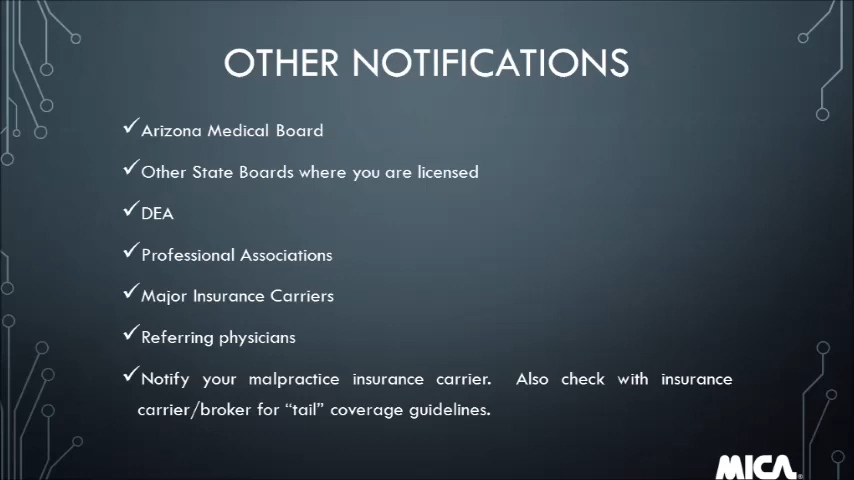 OTHER NOTIFICATIONS
✓Arizona Medical Board
✓Other State Boards where you are licensed
✓DEA
✓Professional Associations
✓Major Insurance Carriers
✓Referring physicians
✓Notify your malpractice insurance carrier. Also check with insurance
carrier/broker for “tail” coverage guidelines.
MICA®